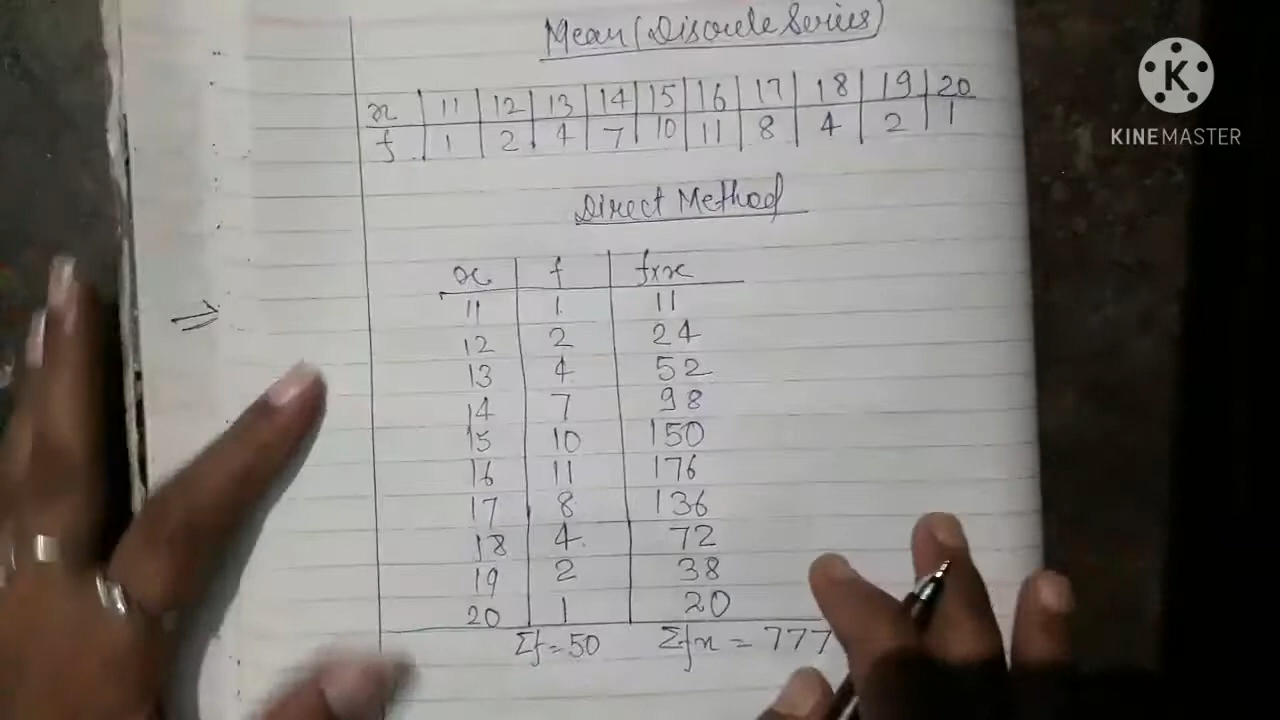 Mean (Discrete Series)
x 11 12 13 14 15 16 17 18 19 20
f 1 2 4 7 10 11 8 4 2 1
K
KINEMASTER
Direct Method
x f f×x
11 1 11
12 2 24
13 4 52
14 7 98
15 10 150
16 11 176
17 8 136
18 4 72
19 2 38
20 1 20
Σf = 50 Σfx = 777